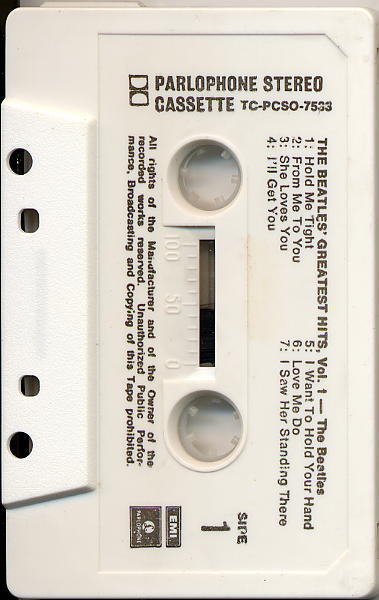 PARLOPHONE STEREO
CASSETTE TC-PCSO-7533
THE BEATLES' GREATEST HITS, Vol. 1 — The Beatles
1: Hold Me Tight
2: From Me To You
3: She Loves You
4: I'll Get You
5: I Want To Hold Your Hand
6: Love Me Do
7: I Saw Her Standing There
100 50 0
All rights of the Manufacturer and of the Owner of the
recorded works reserved. Unauthorized Public Perfor-
mance, Broadcasting and Copying of this Tape prohibited.
SIDE
1
EMI
PARLOPHONE